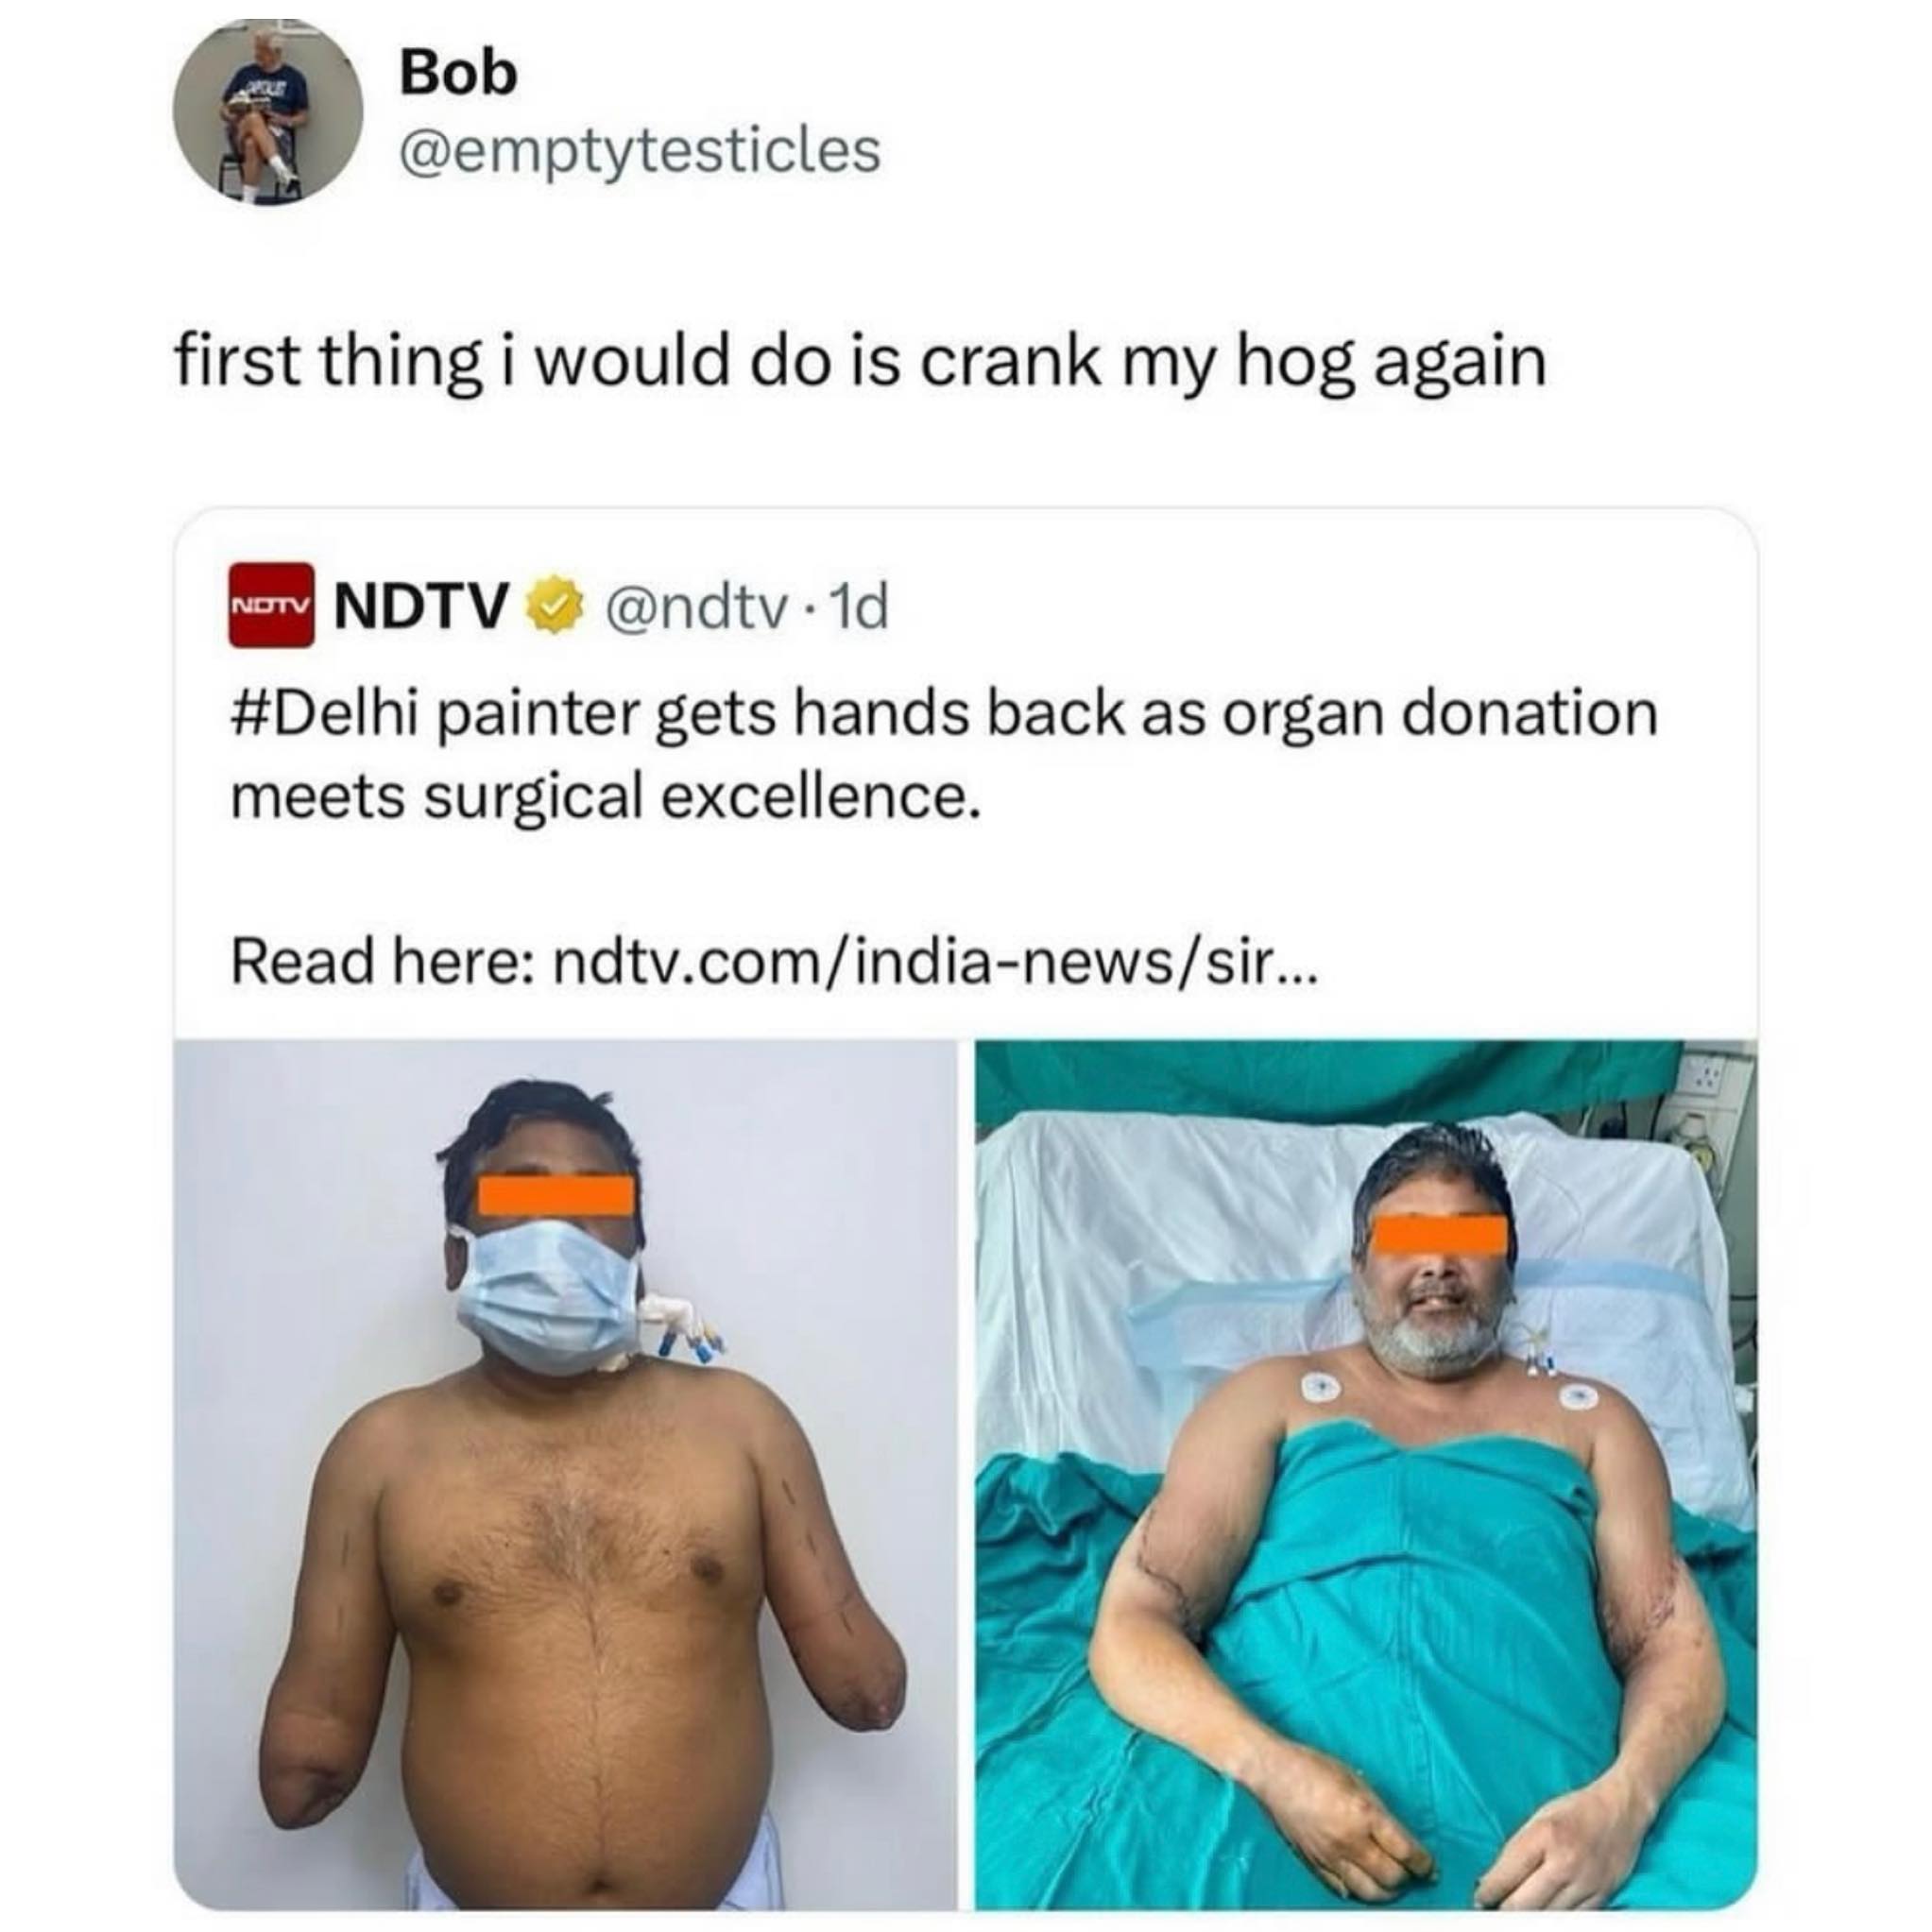 Bob
@emptytesticles
first thing i would do is crank my hog again
NDTV NDTV @ndtv · 1d
#Delhi painter gets hands back as organ donation
meets surgical excellence.
Read here: ndtv.com/india-news/sir...